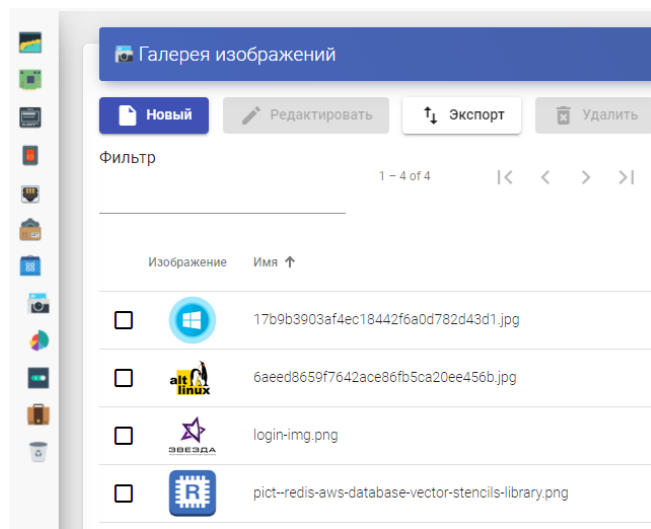 Галерея изображений
Новый Редактировать Экспорт Удалить
Фильтр
1 – 4 of 4
Изображение Имя
17b9b3903af4ec18442f6a0d782d43d1.jpg
alt linux
6aeed8659f7642ace86fb5ca20ee456b.jpg
ЗВЕЗДА
login-img.png
R
pict--redis-aws-database-vector-stencils-library.png